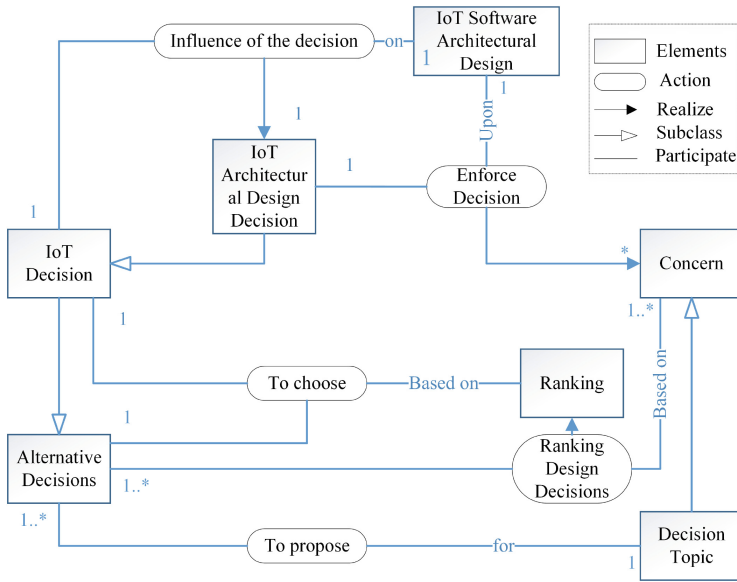 Influence of the decision
on
IoT Software
Architectural
Design
1
1
Upon
1
IoT
Architectur
al Design
Decision
1
Enforce
Decision
1
IoT
Decision
*
Concern
1..*
1
To choose
Based on
Ranking
Based on
1
Alternative
Decisions
1..*
Ranking
Design
Decisions
1..*
To propose
for
1
Decision
Topic
Elements
Action
Realize
Subclass
Participate